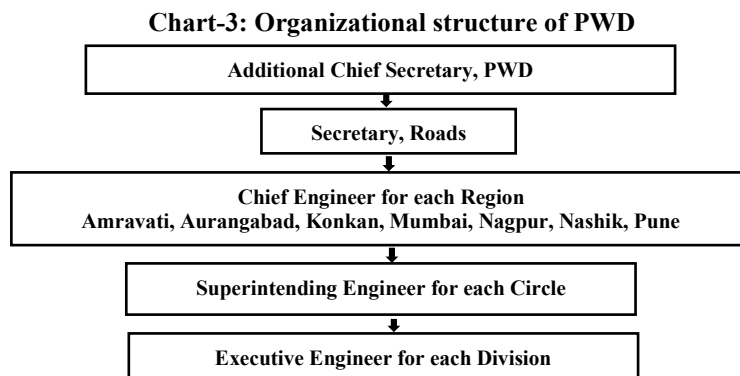 Chart-3: Organizational structure of PWD
Additional Chief Secretary, PWD
Secretary, Roads
Chief Engineer for each Region
Amravati, Aurangabad, Konkan, Mumbai, Nagpur, Nashik, Pune
Superintending Engineer for each Circle
Executive Engineer for each Division